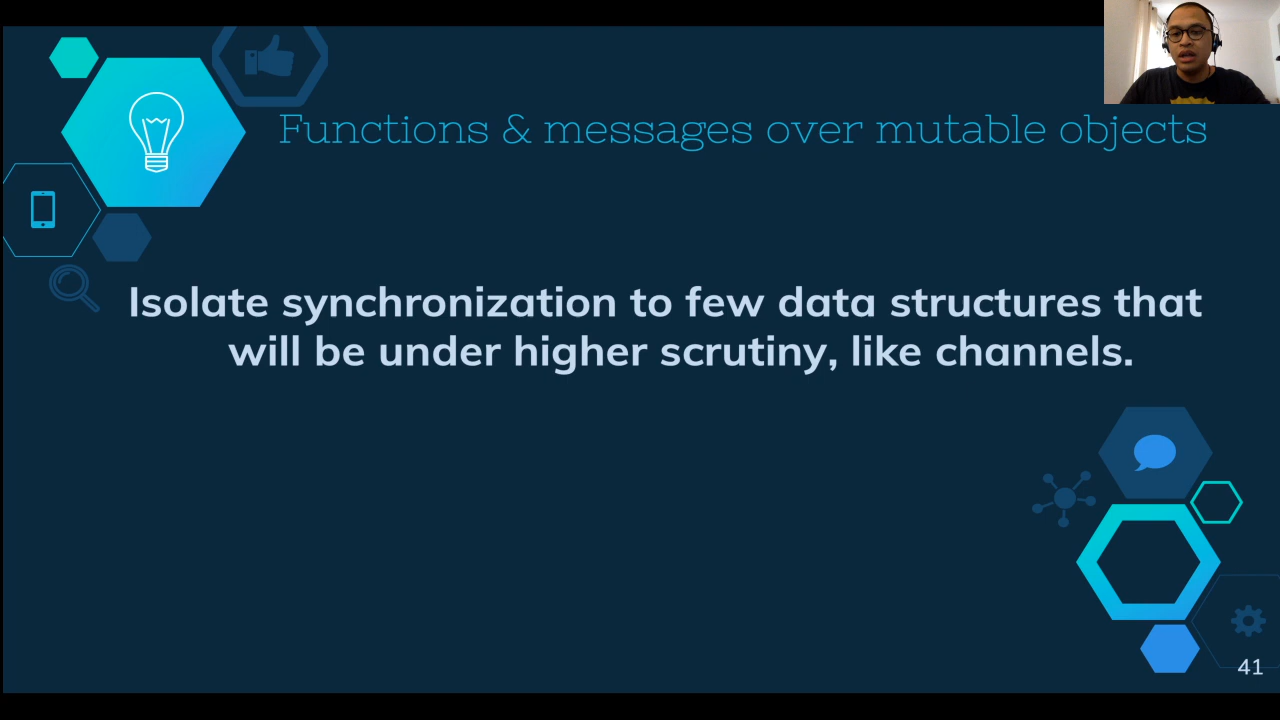 Functions & messages over mutable objects
Isolate synchronization to few data structures that
will be under higher scrutiny, like channels.
41